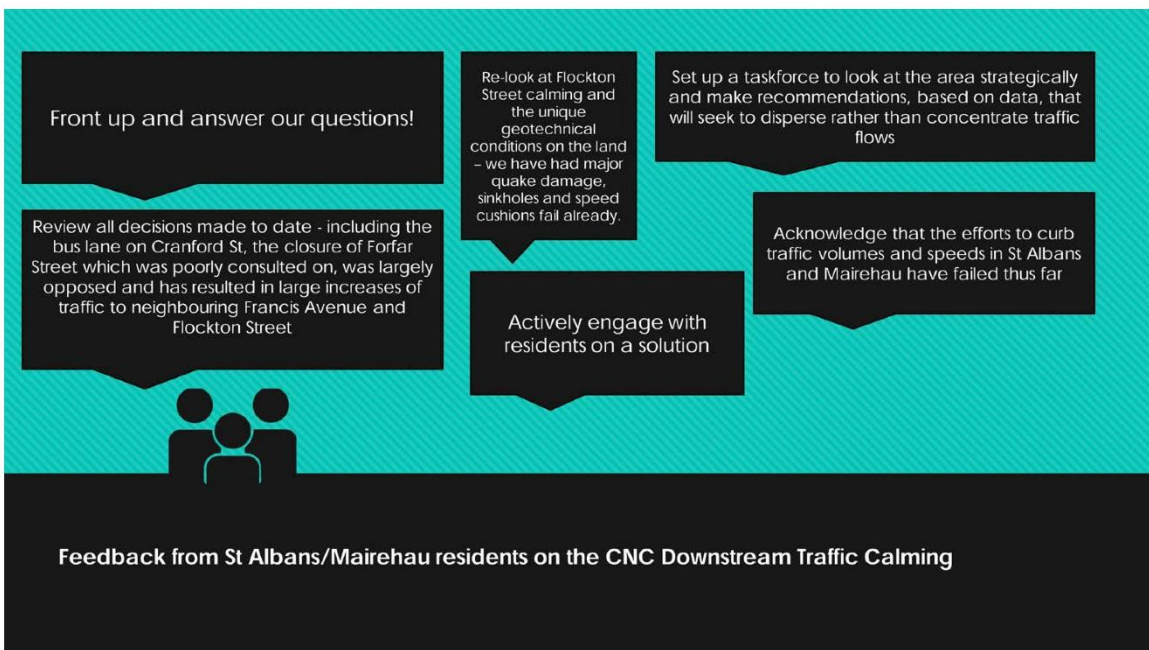 Front up and answer our questions!
Review all decisions made to date - including the
bus lane on Cranford St, the closure of Forfar
Street which was poorly consulted on, was largely
opposed and has resulted in large increases of
traffic to neighbouring Francis Avenue and
Flockton Street
Re-look at Flockton
Street calming and
the unique
geotechnical
conditions on the land
– we have had major
quake damage,
sinkholes and speed
cushions fail already.
Actively engage with
residents on a solution
Set up a taskforce to look at the area strategically
and make recommendations, based on data, that
will seek to disperse rather than concentrate traffic
flows
Acknowledge that the efforts to curb
traffic volumes and speeds in St Albans
and Mairehau have failed thus far
Feedback from St Albans/Mairehau residents on the CNC Downstream Traffic Calming